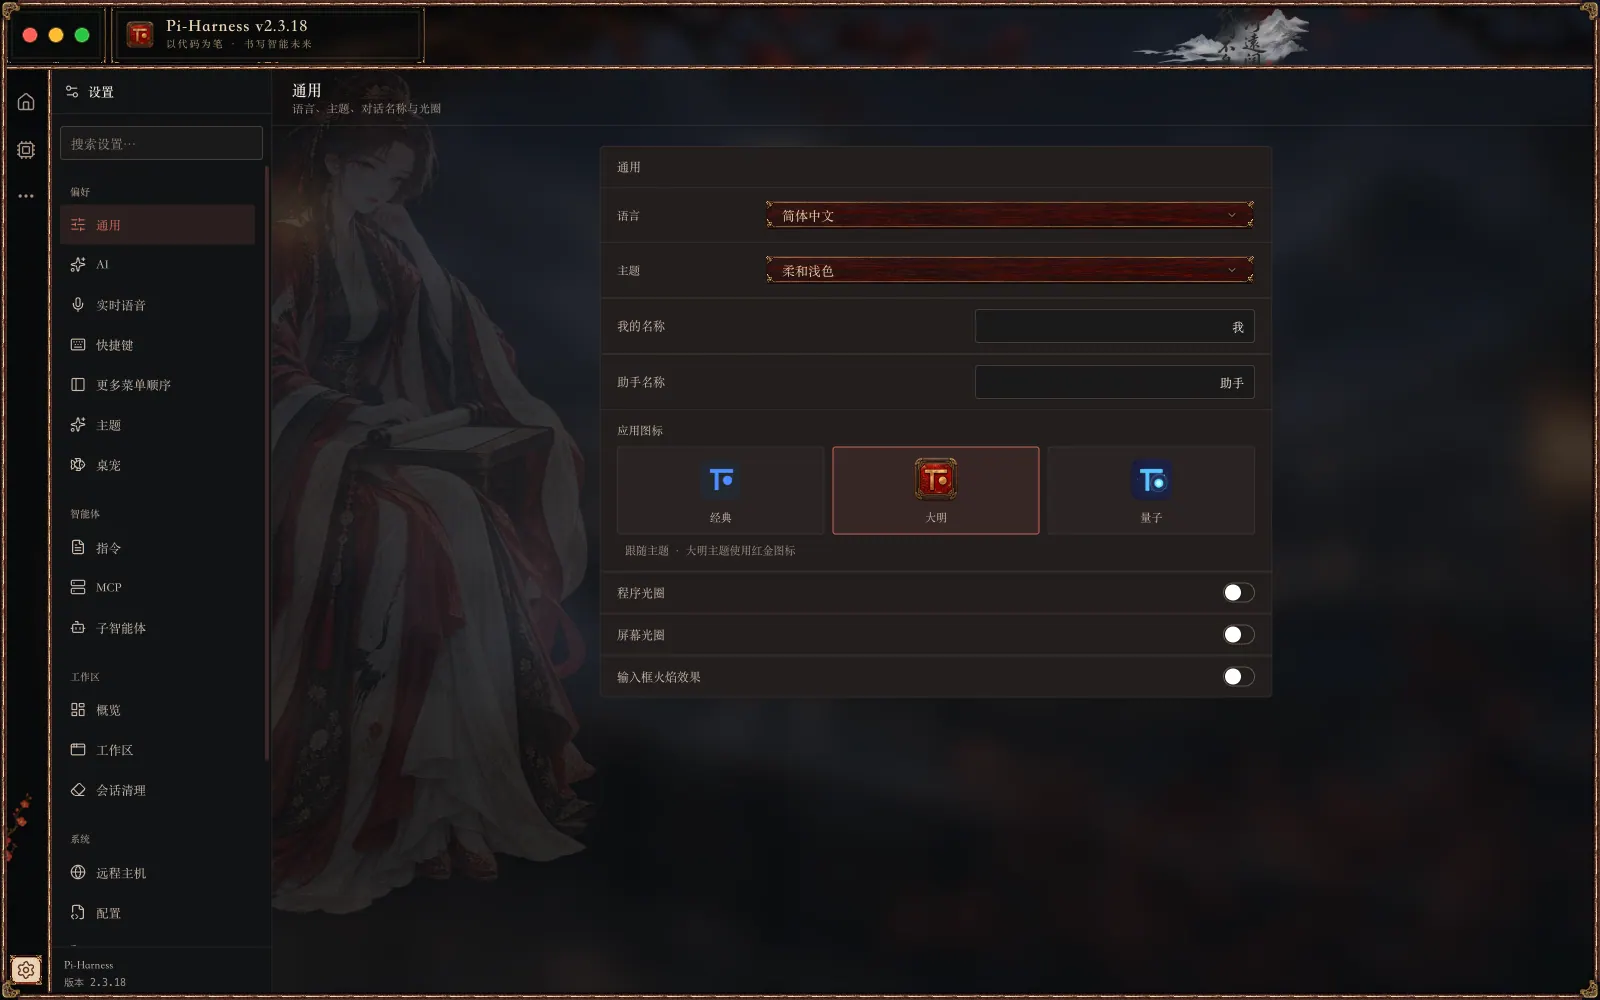 Pi-Harness v2.3.18
以代码为笔 · 书写智能未来
设置
搜索设置…
偏好
通用
AI
实时语音
快捷键
更多菜单顺序
主题
桌宠
智能体
指令
MCP
子智能体
工作区
概览
工作区
会话清理
系统
远程主机
配置
Pi-Harness
版本 2.3.18
通用
语言、主题、对话名称与光圈
通用
语言
简体中文
主题
柔和浅色
我的名称
我
助手名称
助手
应用图标
经典
大明
量子
跟随主题 · 大明主题使用红金图标
程序光圈
屏幕光圈
输入框火焰效果